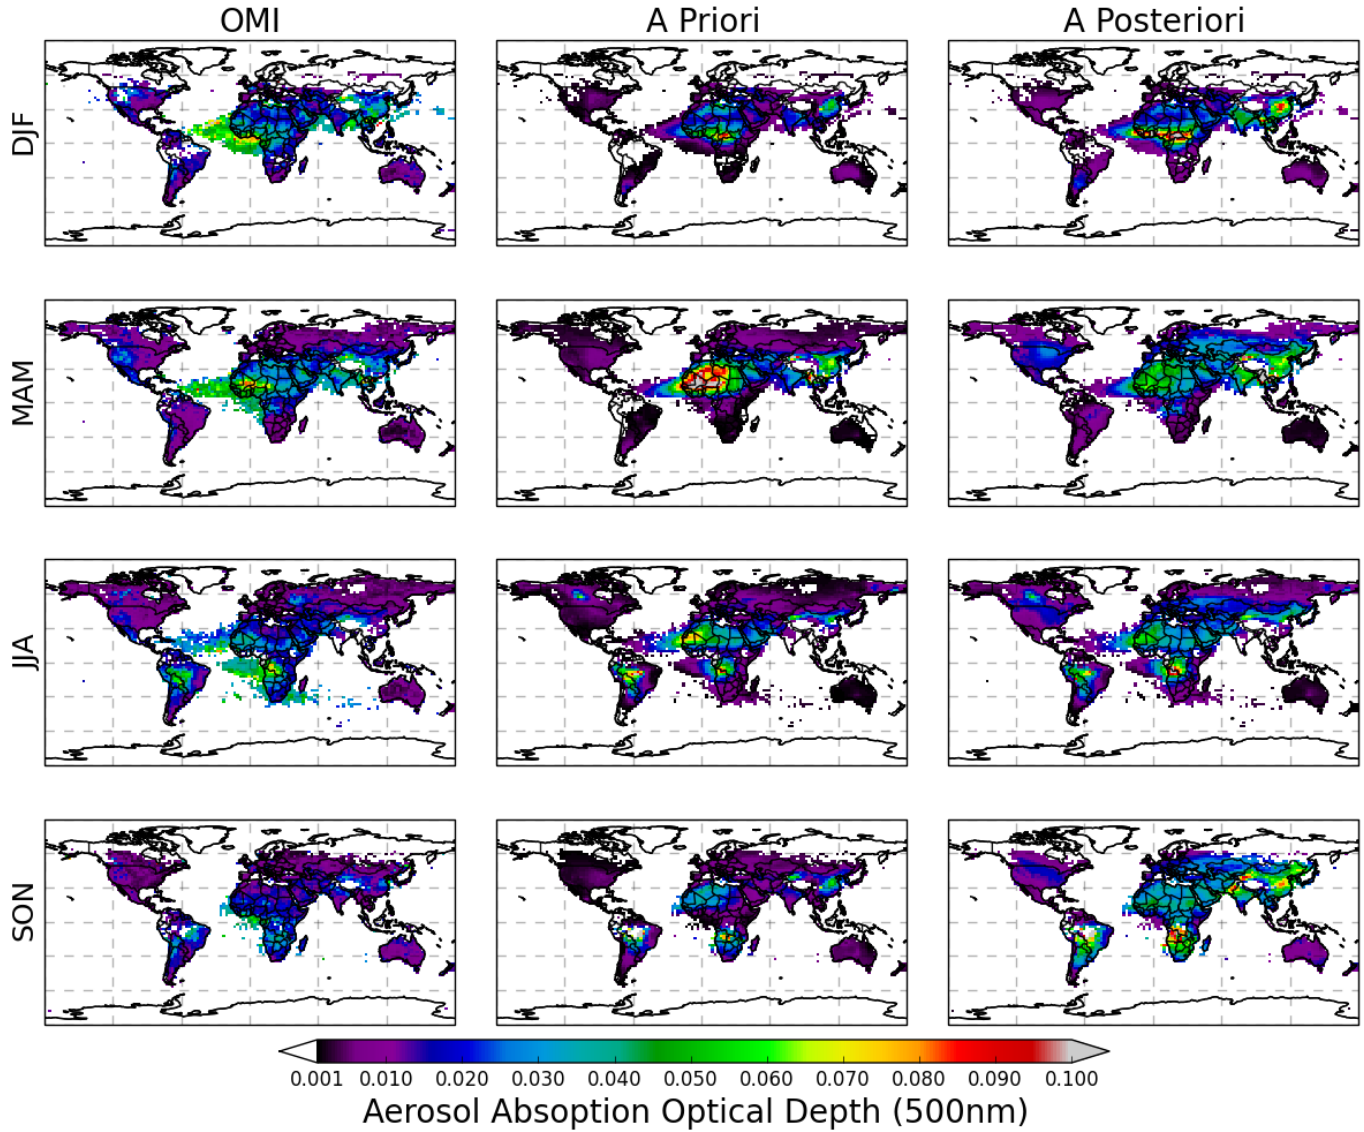 OMI A Priori A Posteriori
DJF
MAM
JJA
SON
0.001 0.010 0.020 0.030 0.040 0.050 0.060 0.070 0.080 0.090 0.100
Aerosol Absoption Optical Depth (500nm)